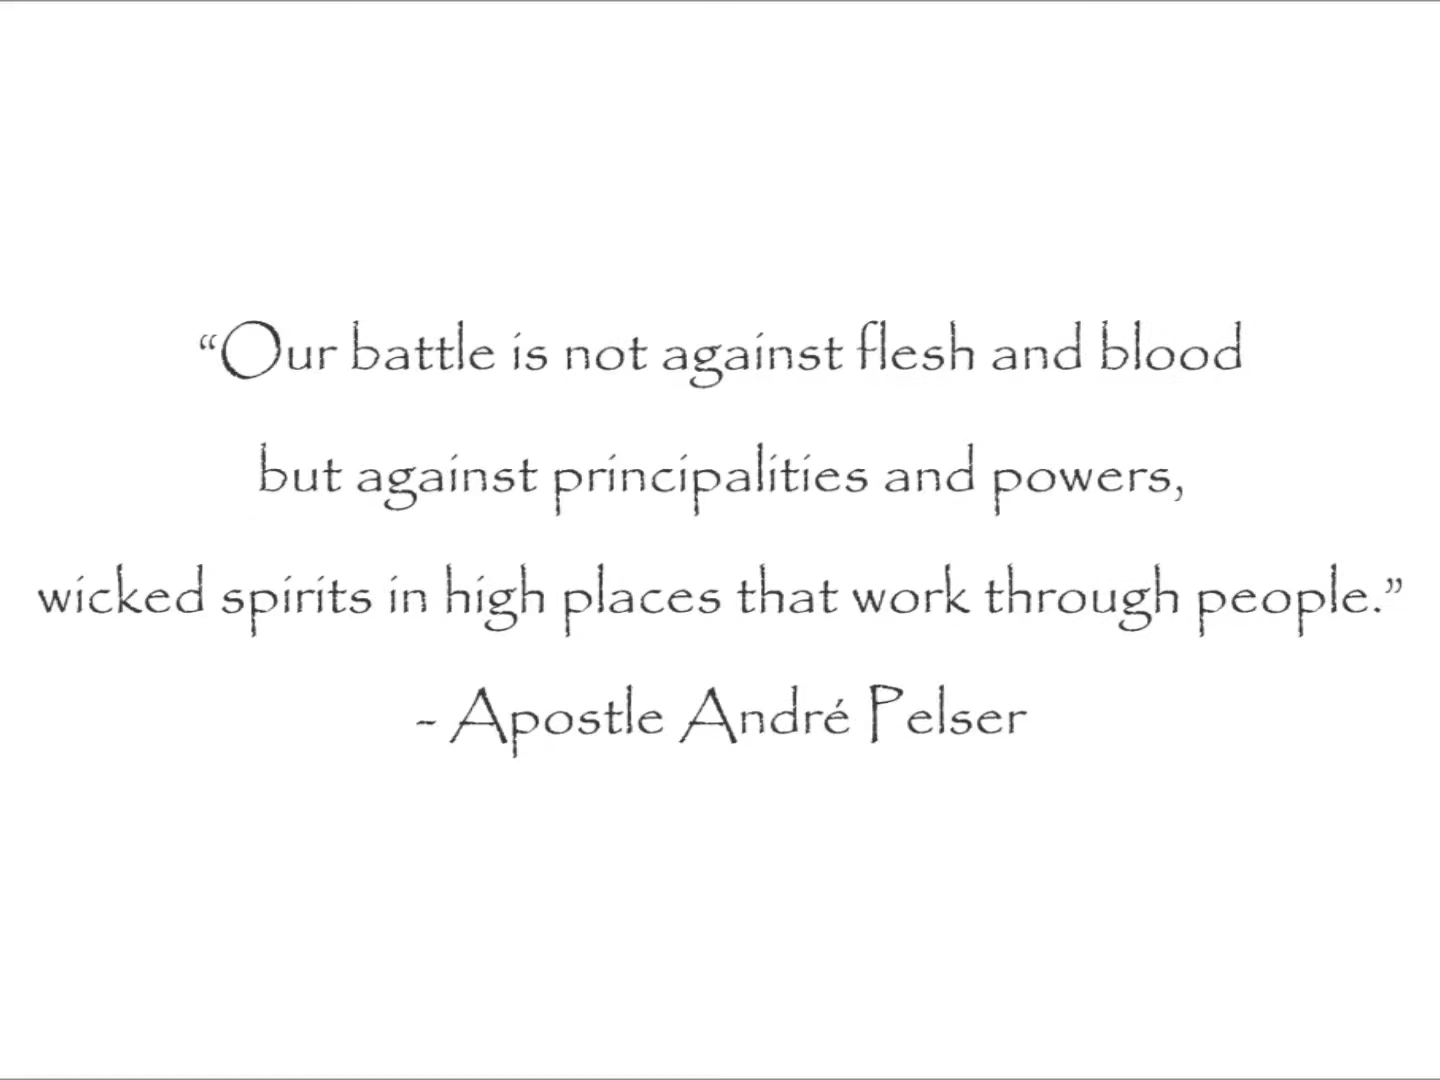 “Our battle is not against flesh and blood
but against principalities and powers,
wicked spirits in high places that work through people.”
- Apostle André Pelser